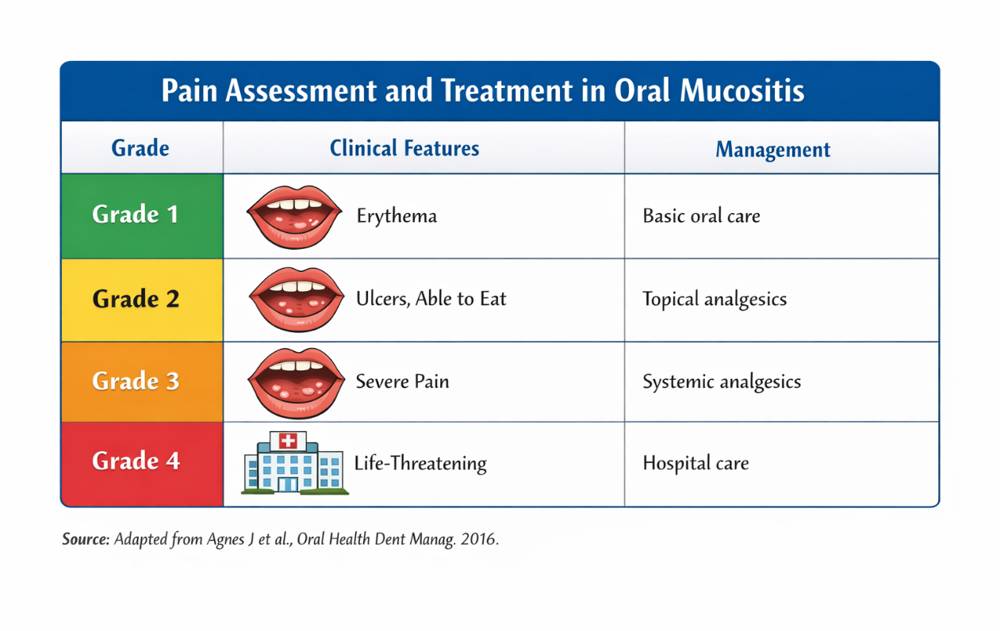 Pain Assessment and Treatment in Oral Mucositis
Grade Clinical Features Management
Grade 1 Erythema Basic oral care
Grade 2 Ulcers, Able to Eat Topical analgesics
Grade 3 Severe Pain Systemic analgesics
Grade 4 Life-Threatening Hospital care
Source: Adapted from Agnes J et al., Oral Health Dent Manag. 2016.